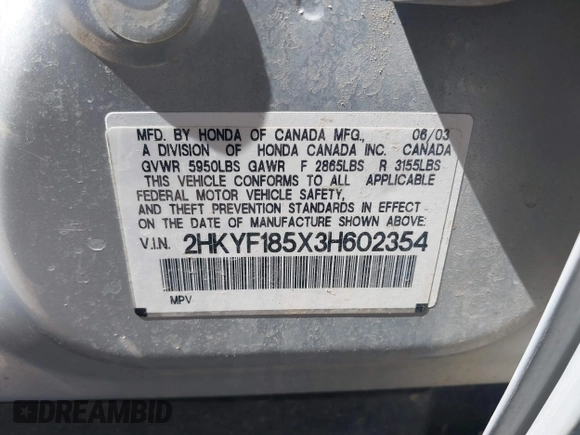 MFD. BY HONDA OF CANADA MFG., 06/03
A DIVISION OF HONDA CANADA INC. CANADA
GVWR 5950LBS GAWR F 2865LBS R 3155LBS
THIS VEHICLE CONFORMS TO ALL APPLICABLE
FEDERAL MOTOR VEHICLE SAFETY,
AND THEFT PREVENTION STANDARDS IN EFFECT
ON THE DATE OF MANUFACTURE SHOWN ABOVE:
V.I.N. 2HKYF185X3H602354
MPV
DREAMBID